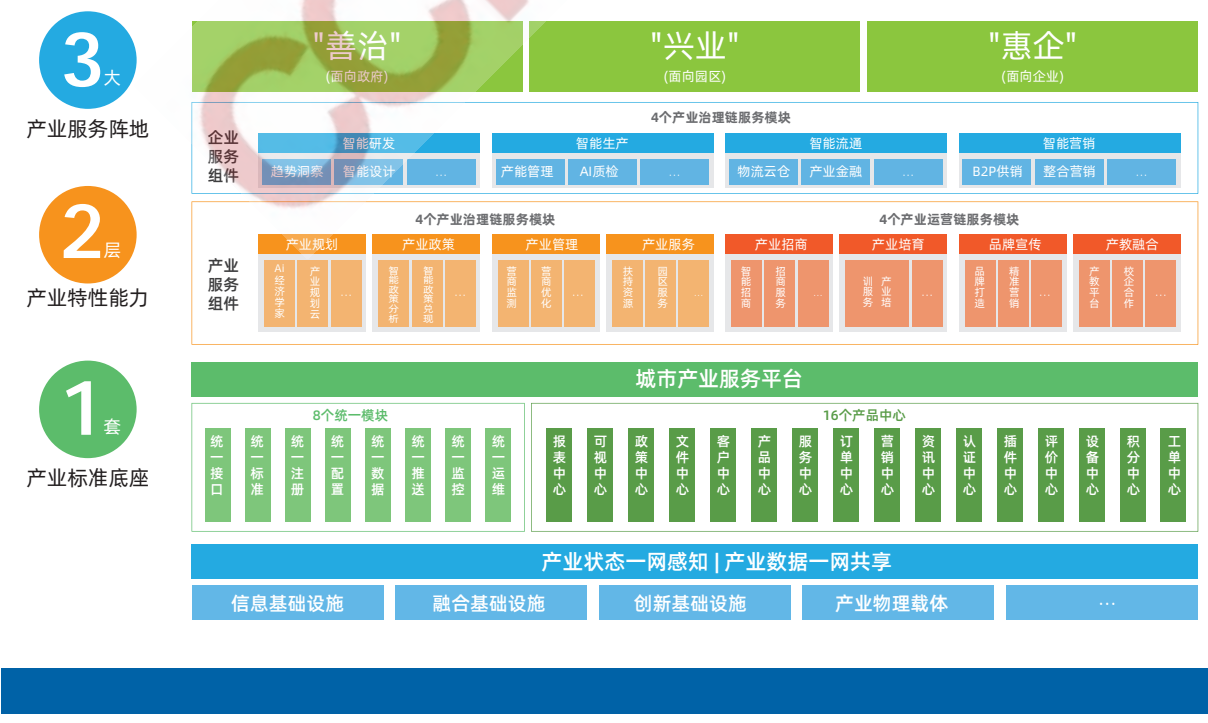 3大
产业服务阵地
"善治"
(面向政府)
"兴业"
(面向园区)
"惠企"
(面向企业)
企业
服务
组件
4个产业治理链服务模块
智能研发
趋势洞察
智能设计
...
智能生产
产能管理
AI质检
...
智能流通
物流云仓
产业金融
...
智能营销
B2P供销
整合营销
...
2层
产业特性能力
产业
服务
组件
4个产业治理链服务模块
产业规划
AI经济学家
产业规划云
...
产业政策
智能政策分析
智能政策兑现
...
产业管理
营商监测
营商优化
...
产业服务
扶持资源
园区服务
...
4个产业运营链服务模块
产业招商
智能招商
招商服务
...
产业培育
产业培
训服务
...
品牌宣传
品牌打造
精准营销
...
产教融合
产教平台
校企合作
...
1套
产业标准底座
城市产业服务平台
8个统一模块
统一接口
统一标准
统一注册
统一配置
统一数据
统一推送
统一监控
统一运维
16个产品中心
报表中心
可视中心
政策中心
文件中心
客户中心
产品中心
服务中心
订单中心
营销中心
资讯中心
认证中心
插件中心
评价中心
设备中心
积分中心
工单中心
产业状态一网感知 | 产业数据一网共享
信息基础设施
融合基础设施
创新基础设施
产业物理载体
...